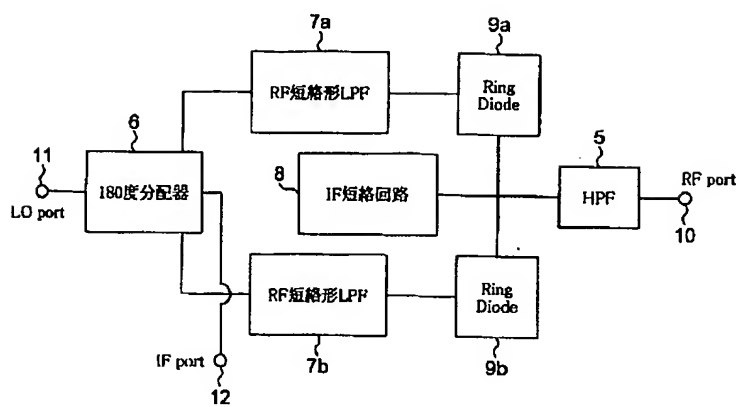 7a
9a
RF短絡形LPF
Ring
Diode
6
11
5
180度分配器
8
IF短絡回路
HPF
RF port
LO port
10
RF短絡形LPF
Ring
Diode
IF port
12
7b
9b